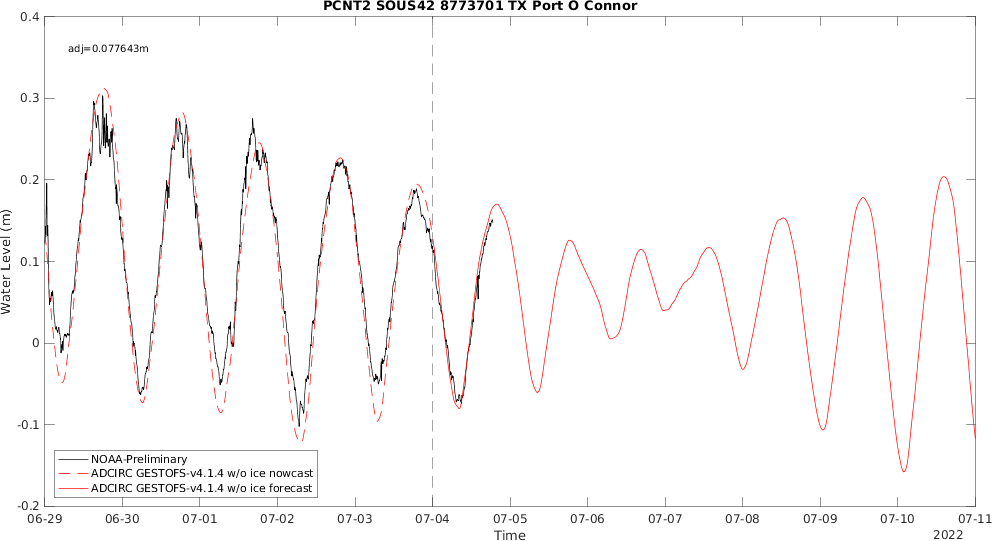 PCNT2 SOUS42 8773701 TX Port O Connor
adj=0.077643m
0.4
0.3
0.2
0.1
0
-0.1
-0.2
Water Level (m)
NOAA-Preliminary
ADCIRC GESTOFS-v4.1.4 w/o ice nowcast
ADCIRC GESTOFS-v4.1.4 w/o ice forecast
06-29 06-30 07-01 07-02 07-03 07-04 07-05 07-06 07-07 07-08 07-09 07-10 07-11
Time
2022